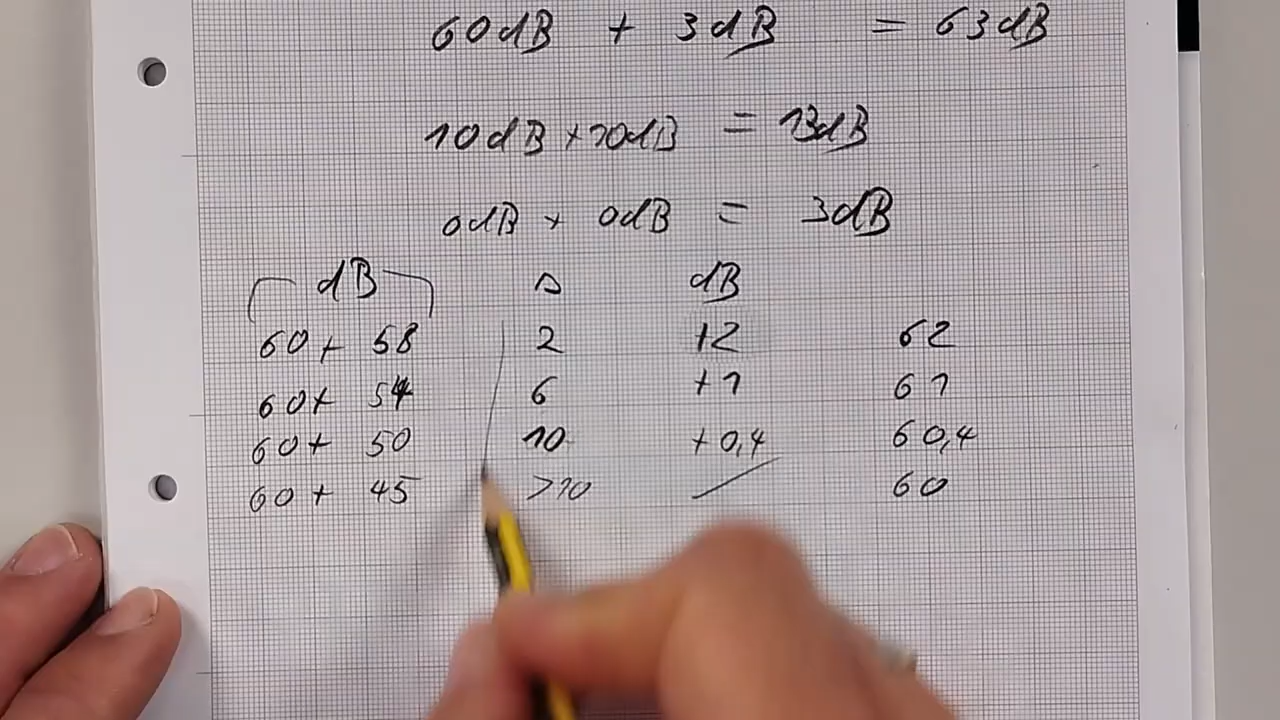 60dB + 3dB = 63dB
10dB + 10dB = 13dB
0dB + 0dB = 3dB
dB Δ dB
60+ 58 2 +2 62
60+ 54 6 +1 61
60+ 50 10 +0,4 60,4
60+ 45 >10 60